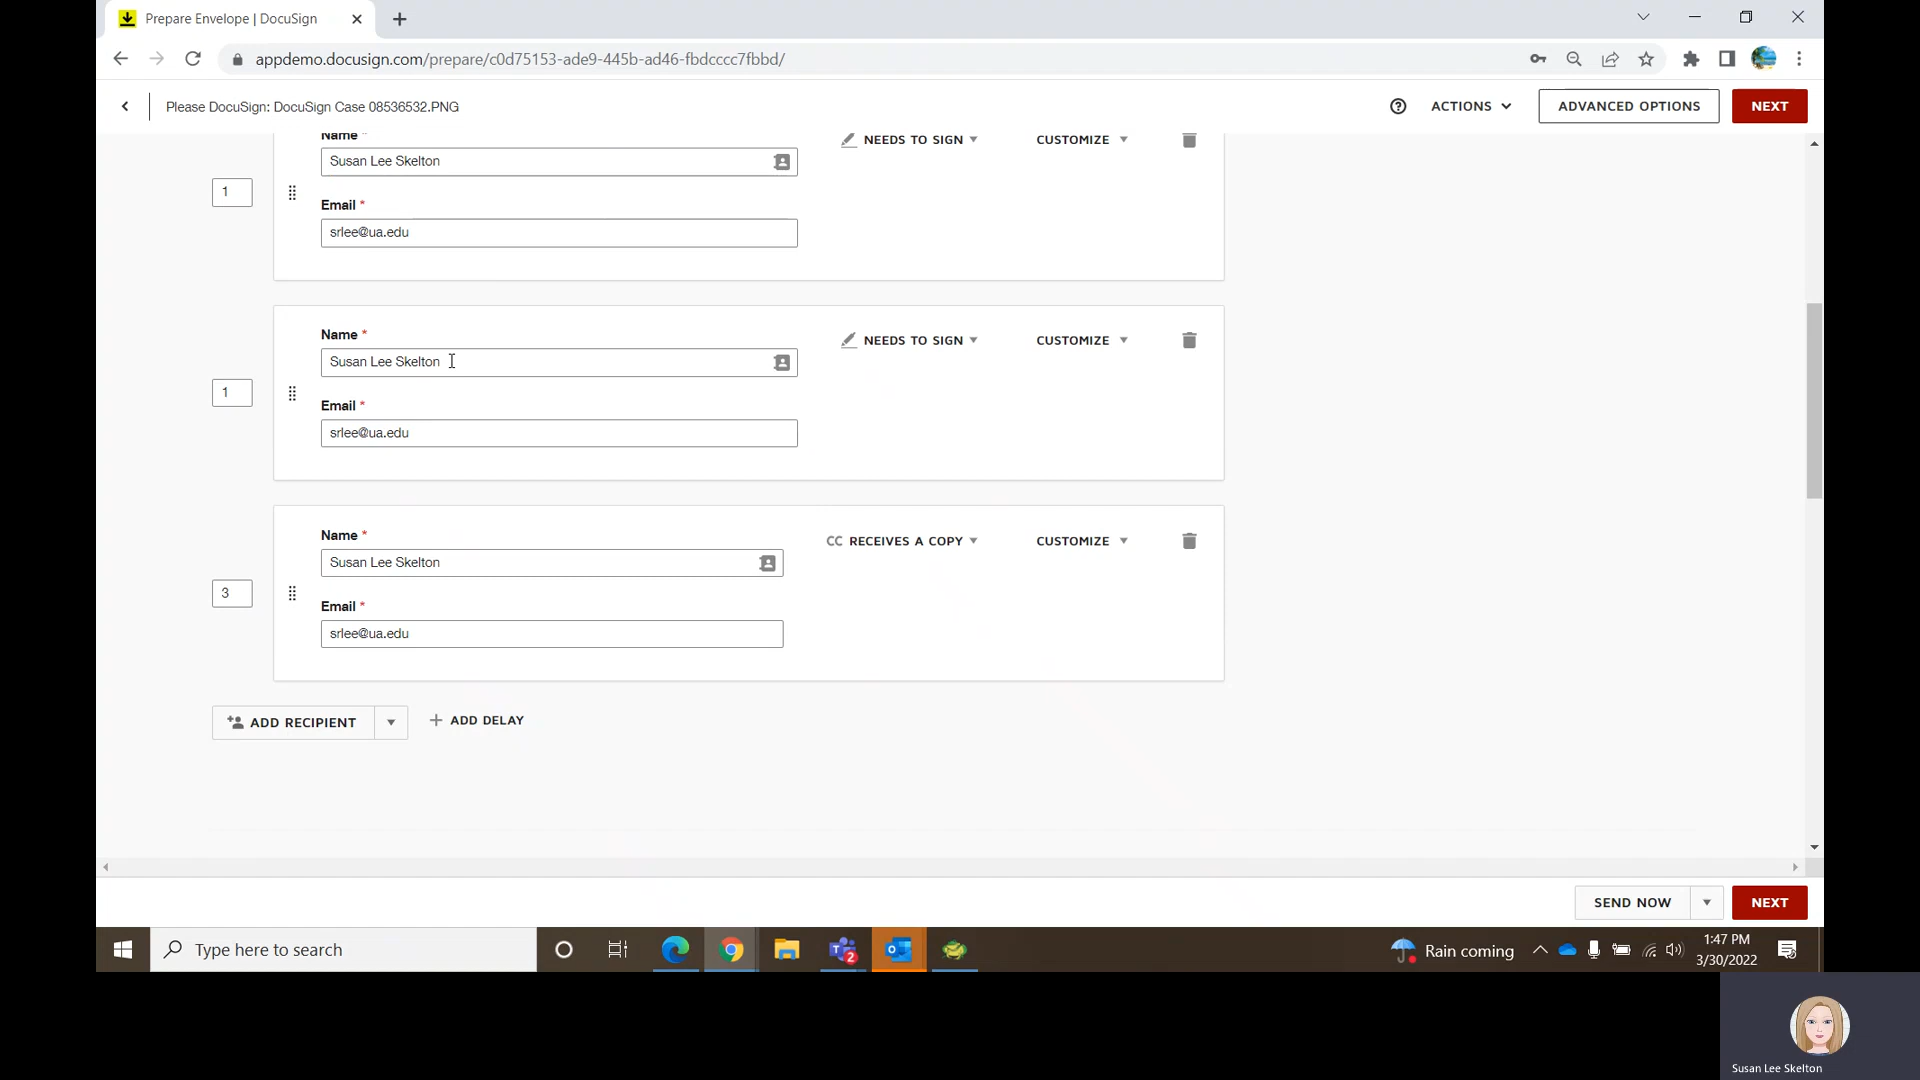 Prepare Envelope | DocuSign
appdemo.docusign.com/prepare/c0d75153-ade9-445b-ad46-fbdcccc7fbbd/
Please DocuSign: DocuSign Case 08536532.PNG
ACTIONS
ADVANCED OPTIONS
NEXT
Name *
NEEDS TO SIGN
CUSTOMIZE
Susan Lee Skelton
1
Email *
srlee@ua.edu
Name *
NEEDS TO SIGN
CUSTOMIZE
Susan Lee Skelton
1
Email *
srlee@ua.edu
Name *
CC RECEIVES A COPY
CUSTOMIZE
Susan Lee Skelton
3
Email *
srlee@ua.edu
ADD RECIPIENT
+ ADD DELAY
SEND NOW
NEXT
Type here to search
2
Rain coming
1:47 PM
3/30/2022
Susan Lee Skelton